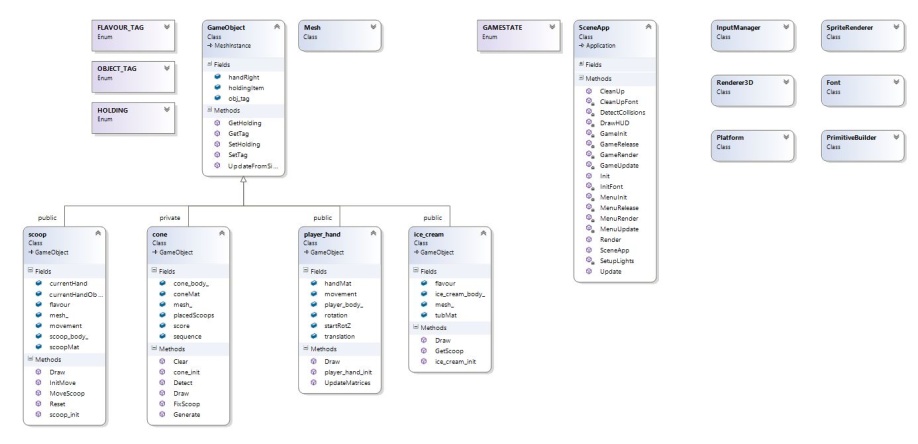 FLAVOUR_TAG
Enum
OBJECT_TAG
Enum
HOLDING
Enum
GameObject
Class
MeshInstance
Fields
handRight
holdingItem
obj_tag
Methods
GetHolding
GetTag
SetHolding
SetTag
UpdateFromSi...
Mesh
Class
GAMESTATE
Enum
SceneApp
Class
Application
Fields
Methods
CleanUp
CleanUpFont
DetectCollisions
DrawHUD
GameInit
GameRelease
GameRender
GameUpdate
Init
InitFont
MenuInit
MenuRelease
MenuRender
MenuUpdate
Render
SceneApp
SetupLights
Update
InputManager
Class
SpriteRenderer
Class
Renderer3D
Class
Font
Class
Platform
Class
PrimitiveBuilder
Class
public
private
public
public
scoop
Class
GameObject
Fields
currentHand
currentHandOb...
flavour
mesh_
movement
scoop_body_
scoopMat
Methods
Draw
InitMove
MoveScoop
Reset
scoop_init
cone
Class
GameObject
Fields
cone_body_
coneMat
mesh_
placedScoops
score
sequence
Methods
Clear
cone_init
Detect
Draw
FixScoop
Generate
player_hand
Class
GameObject
Fields
handMat
movement
player_body_
rotation
startRotZ
translation
Methods
Draw
player_hand_init
UpdateMatrices
ice_cream
Class
GameObject
Fields
flavour
ice_cream_body_
mesh_
tubMat
Methods
Draw
GetScoop
ice_cream_init